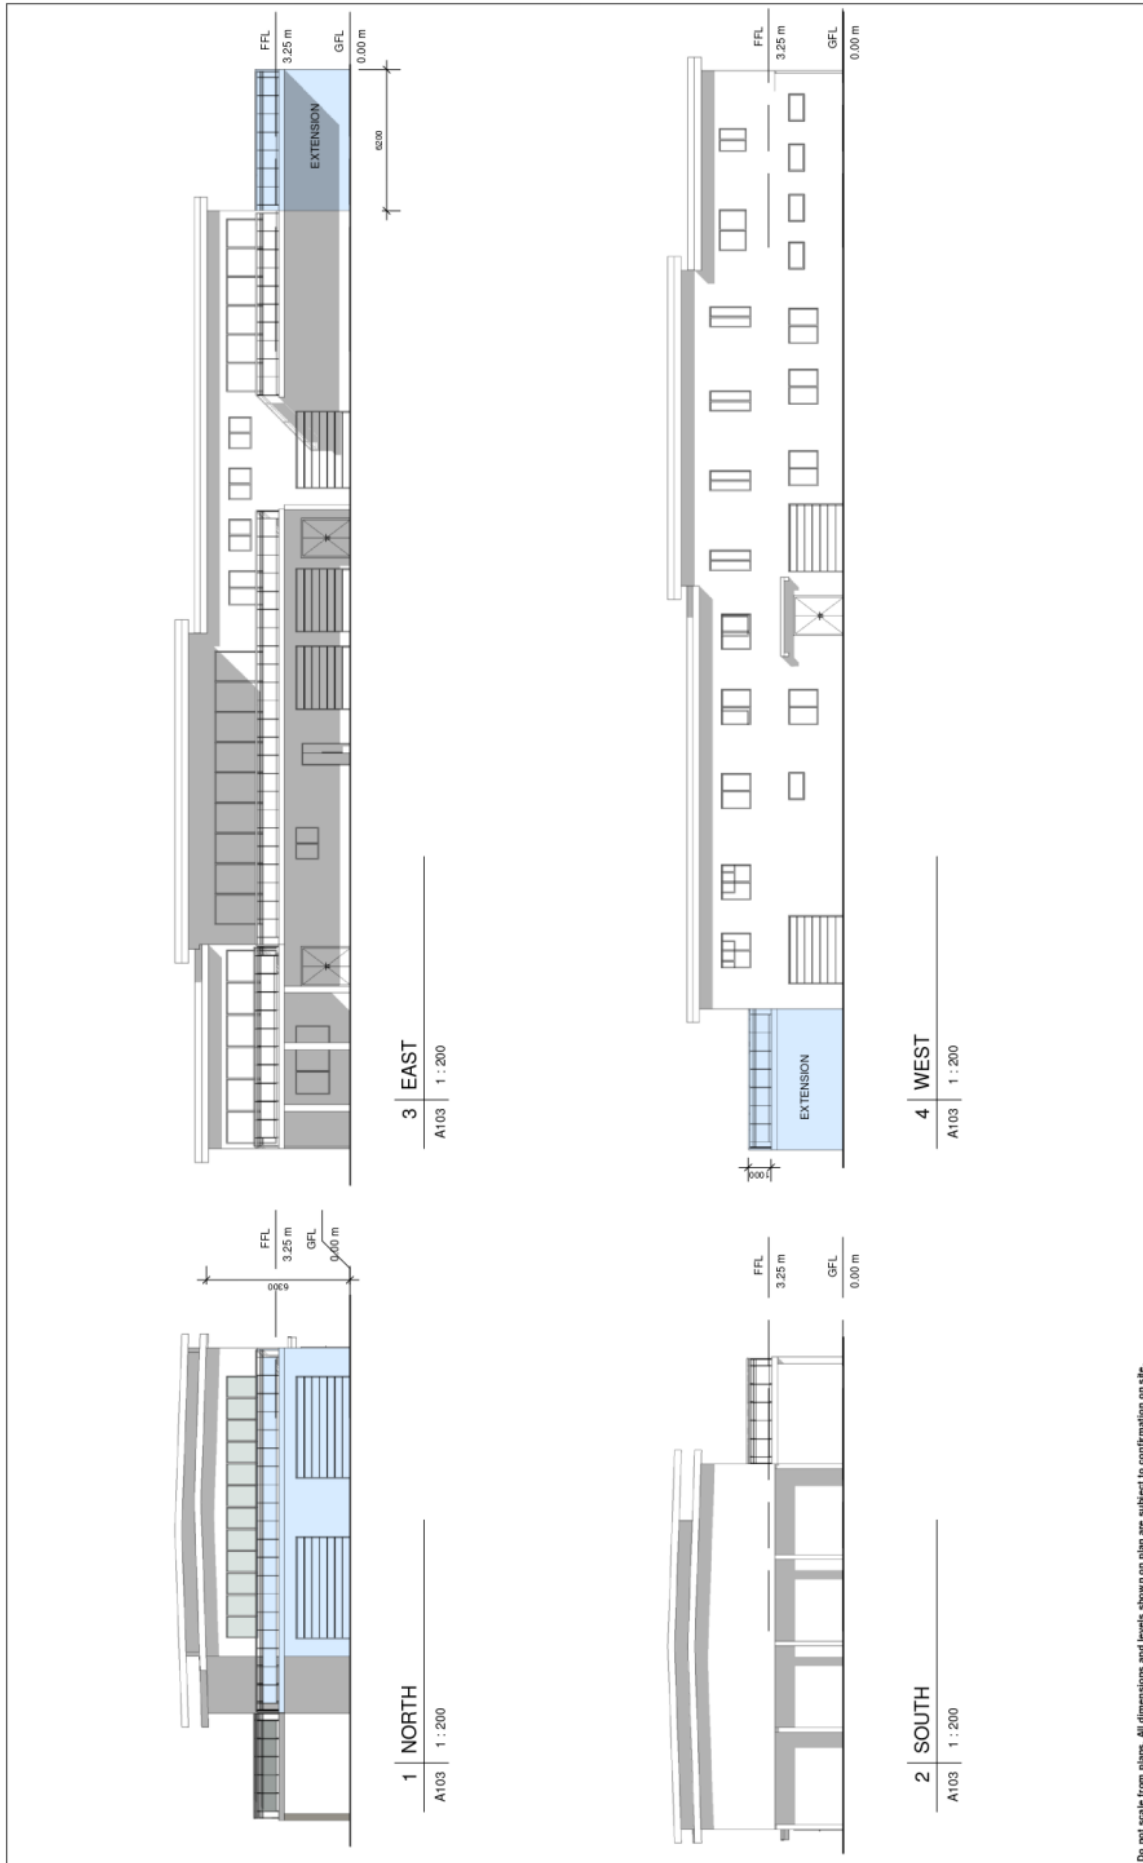 FFL
3.25 m
GFL
0.00 m
6300
1 NORTH
A103 1 : 200
FFL
3.25 m
GFL
0.00 m
EXTENSION
6200
3 EAST
A103 1 : 200
FFL
3.25 m
GFL
0.00 m
2 SOUTH
A103 1 : 200
FFL
3.25 m
GFL
0.00 m
EXTENSION
1000
4 WEST
A103 1 : 200
Do not scale from plans. All dimensions and levels shown on plan are subject to confirmation on site